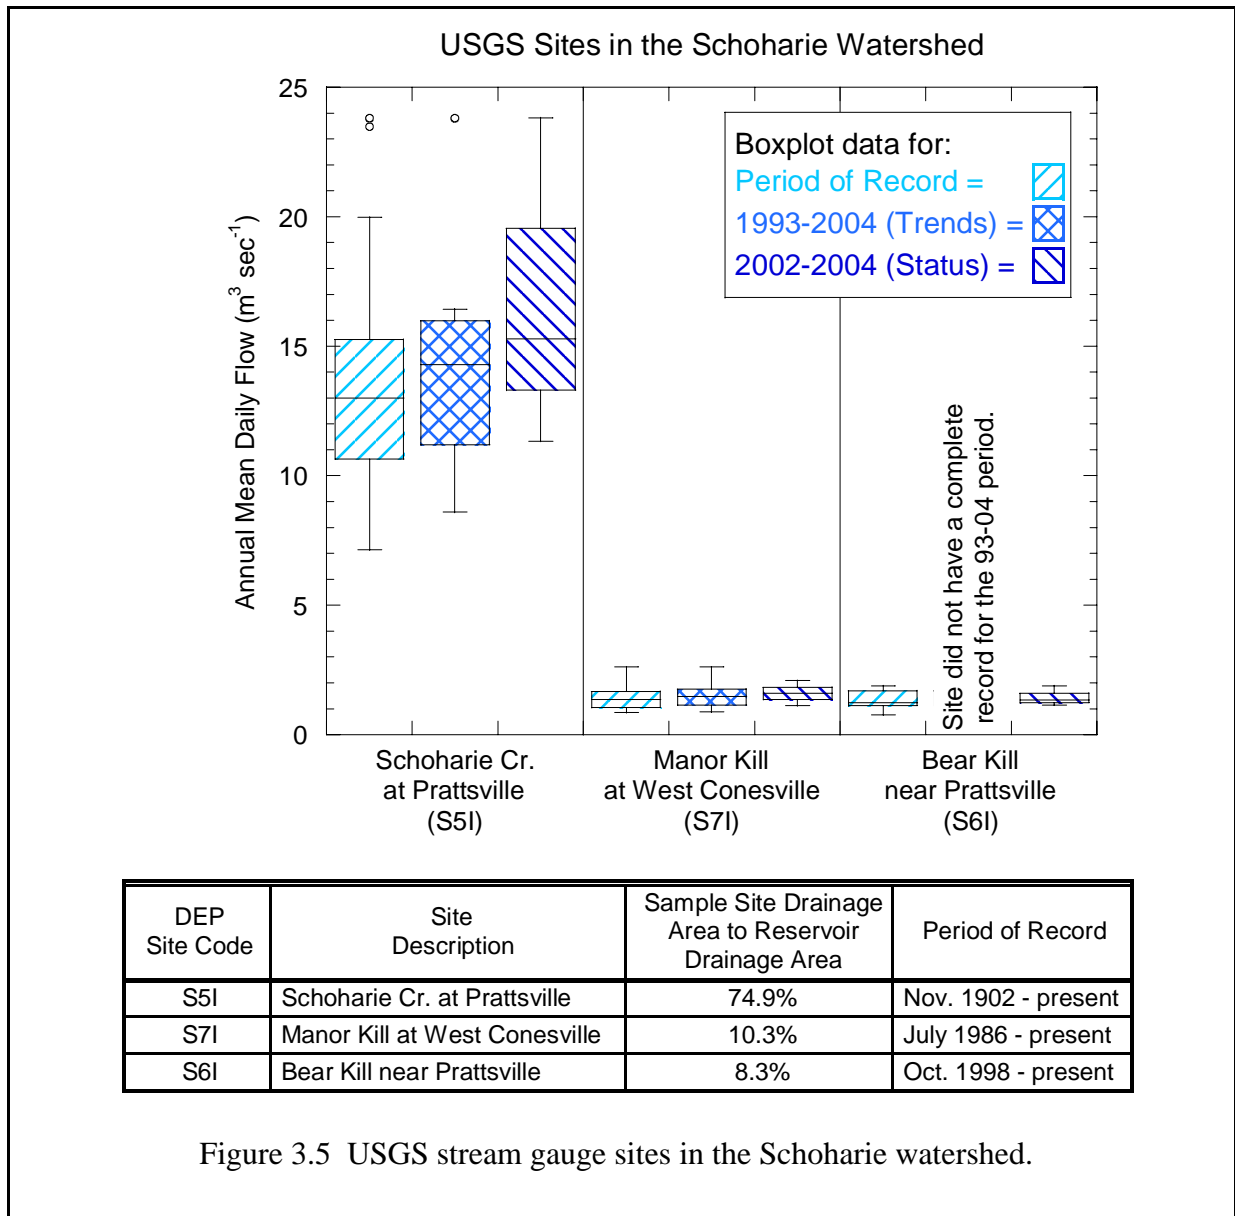 USGS Sites in the Schoharie Watershed
25
20
15
10
5
0
Annual Mean Daily Flow (m³ sec⁻¹)
Boxplot data for:
Period of Record =
1993-2004 (Trends) =
2002-2004 (Status) =
Site did not have a complete
record for the 93-04 period.
Schoharie Cr.
at Prattsville
(S5I)
Manor Kill
at West Conesville
(S7I)
Bear Kill
near Prattsville
(S6I)
DEP
Site Code
Site
Description
Sample Site Drainage
Area to Reservoir
Drainage Area
Period of Record
S5I Schoharie Cr. at Prattsville 74.9% Nov. 1902 - present
S7I Manor Kill at West Conesville 10.3% July 1986 - present
S6I Bear Kill near Prattsville 8.3% Oct. 1998 - present
Figure 3.5 USGS stream gauge sites in the Schoharie watershed.